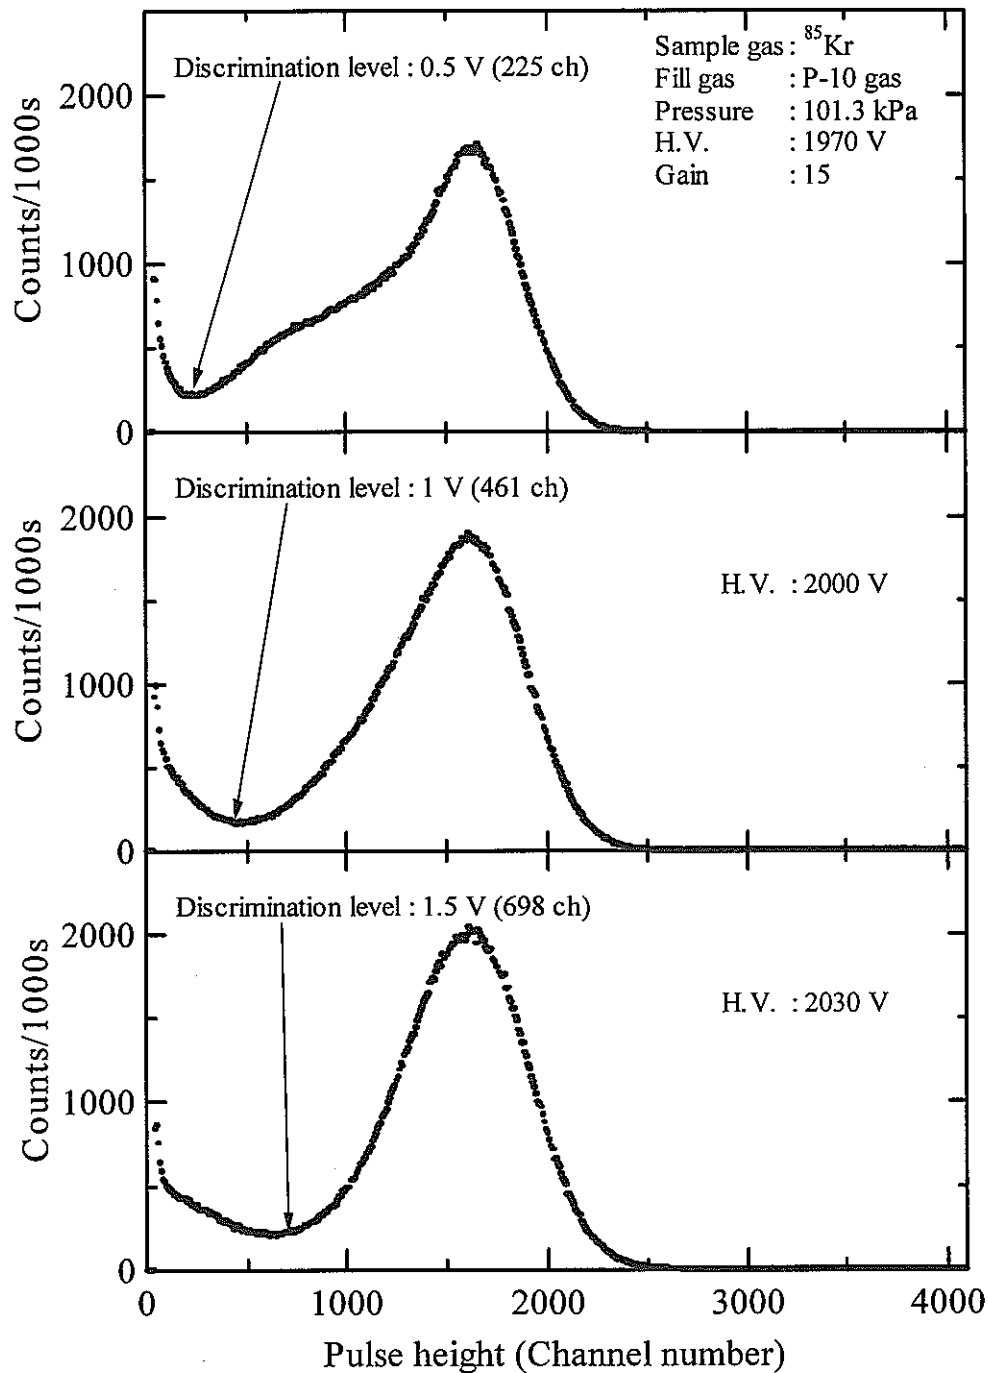 Discrimination level : 0.5 V (225 ch)
Sample gas : ⁸⁵Kr
Fill gas : P-10 gas
Pressure : 101.3 kPa
H.V. : 1970 V
Gain : 15
2000
1000
0
Counts/1000s
Discrimination level : 1 V (461 ch)
H.V. : 2000 V
2000
1000
0
Counts/1000s
Discrimination level : 1.5 V (698 ch)
H.V. : 2030 V
2000
1000
0
Counts/1000s
0 1000 2000 3000 4000
Pulse height (Channel number)